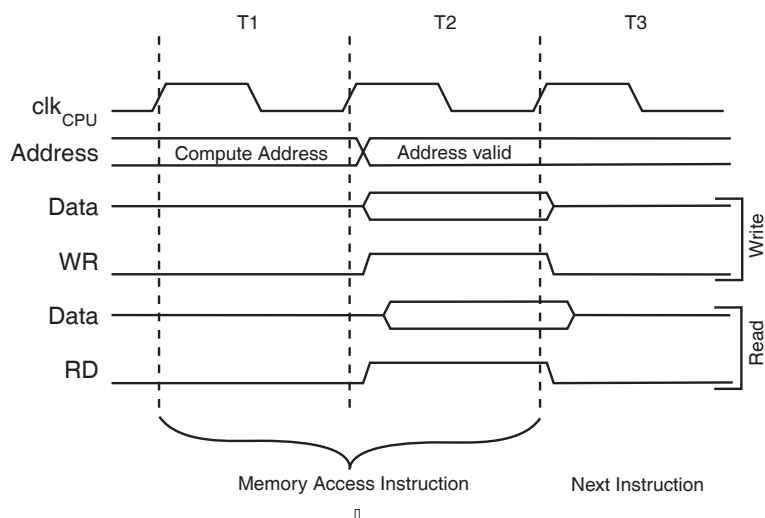 T1 T2 T3
clkCPU
Address Compute Address Address valid
Data
WR
Write
Data
RD
Read
Memory Access Instruction Next Instruction